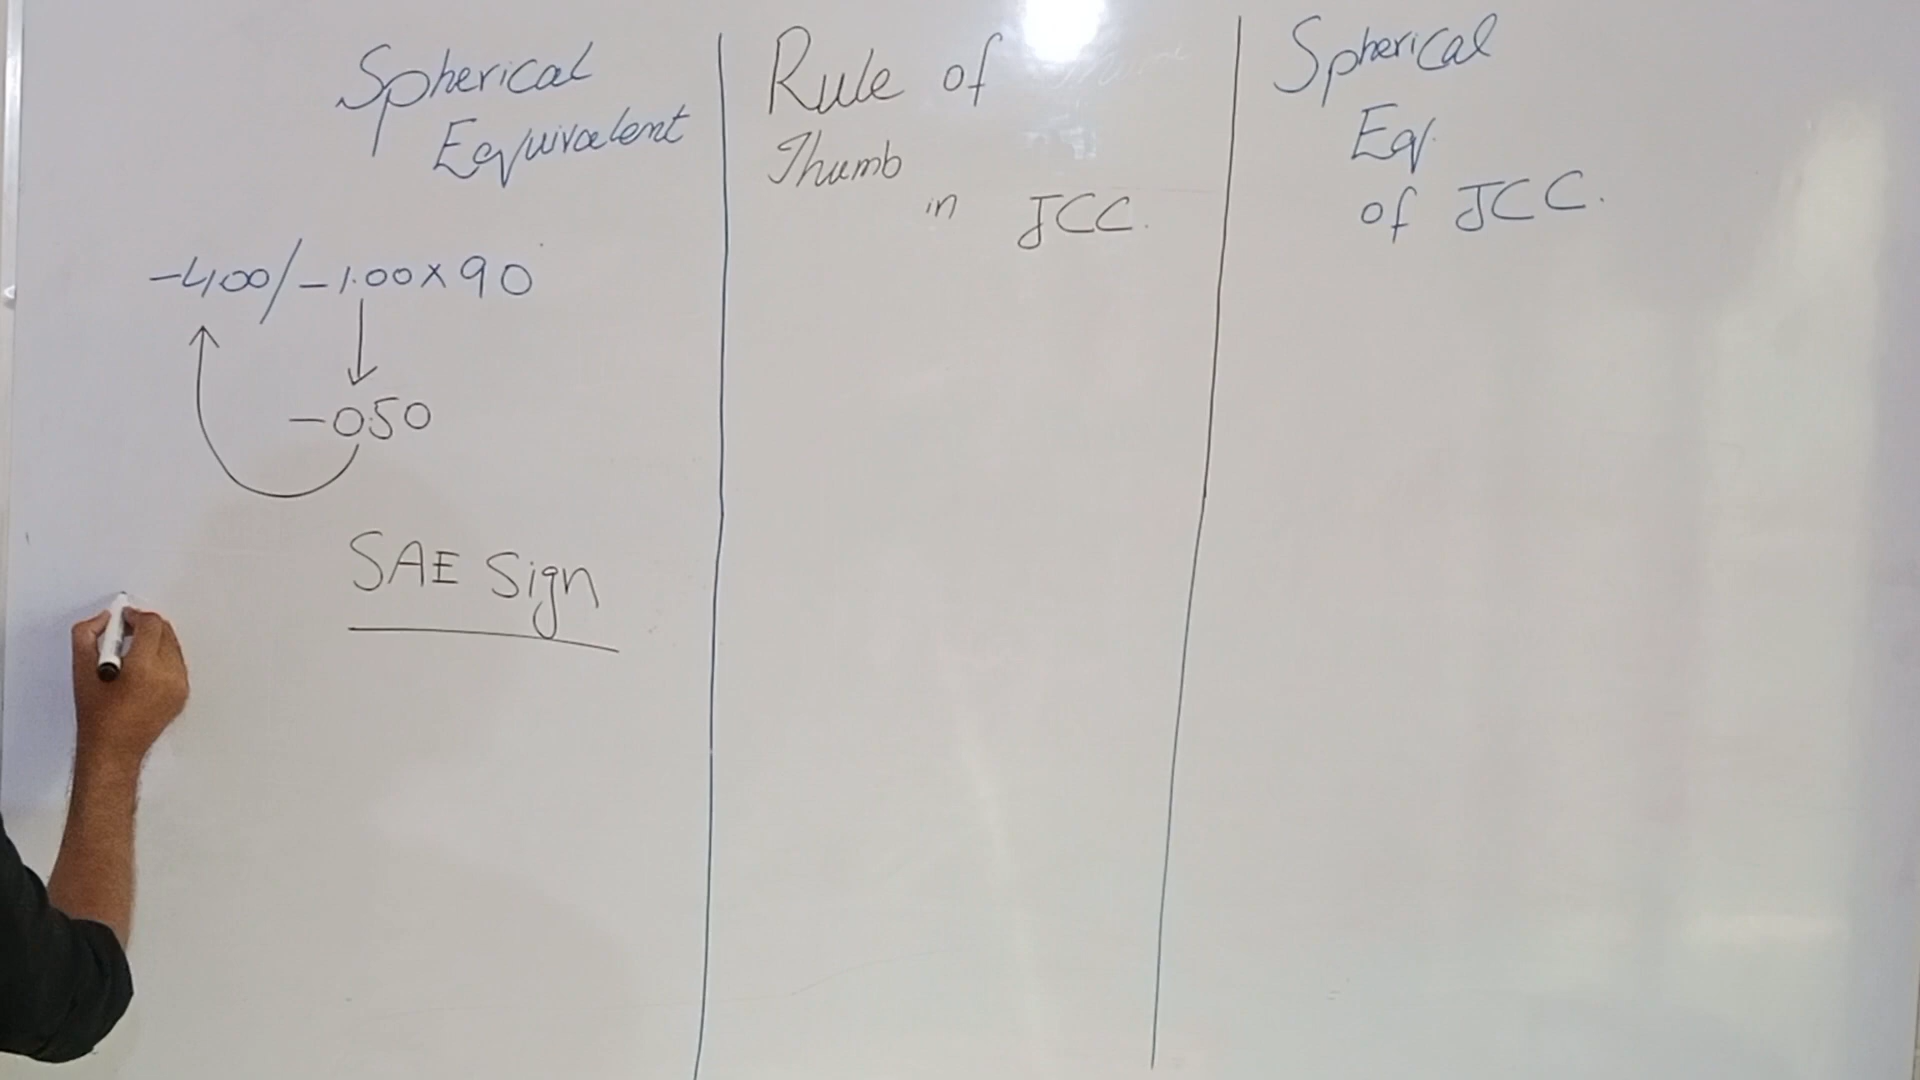 Spherical
Equivalent
-4.00/-1.00x90
-0.50
SAE Sign
Rule of
Thumb
in JCC.
Spherical
Eq.
of JCC.